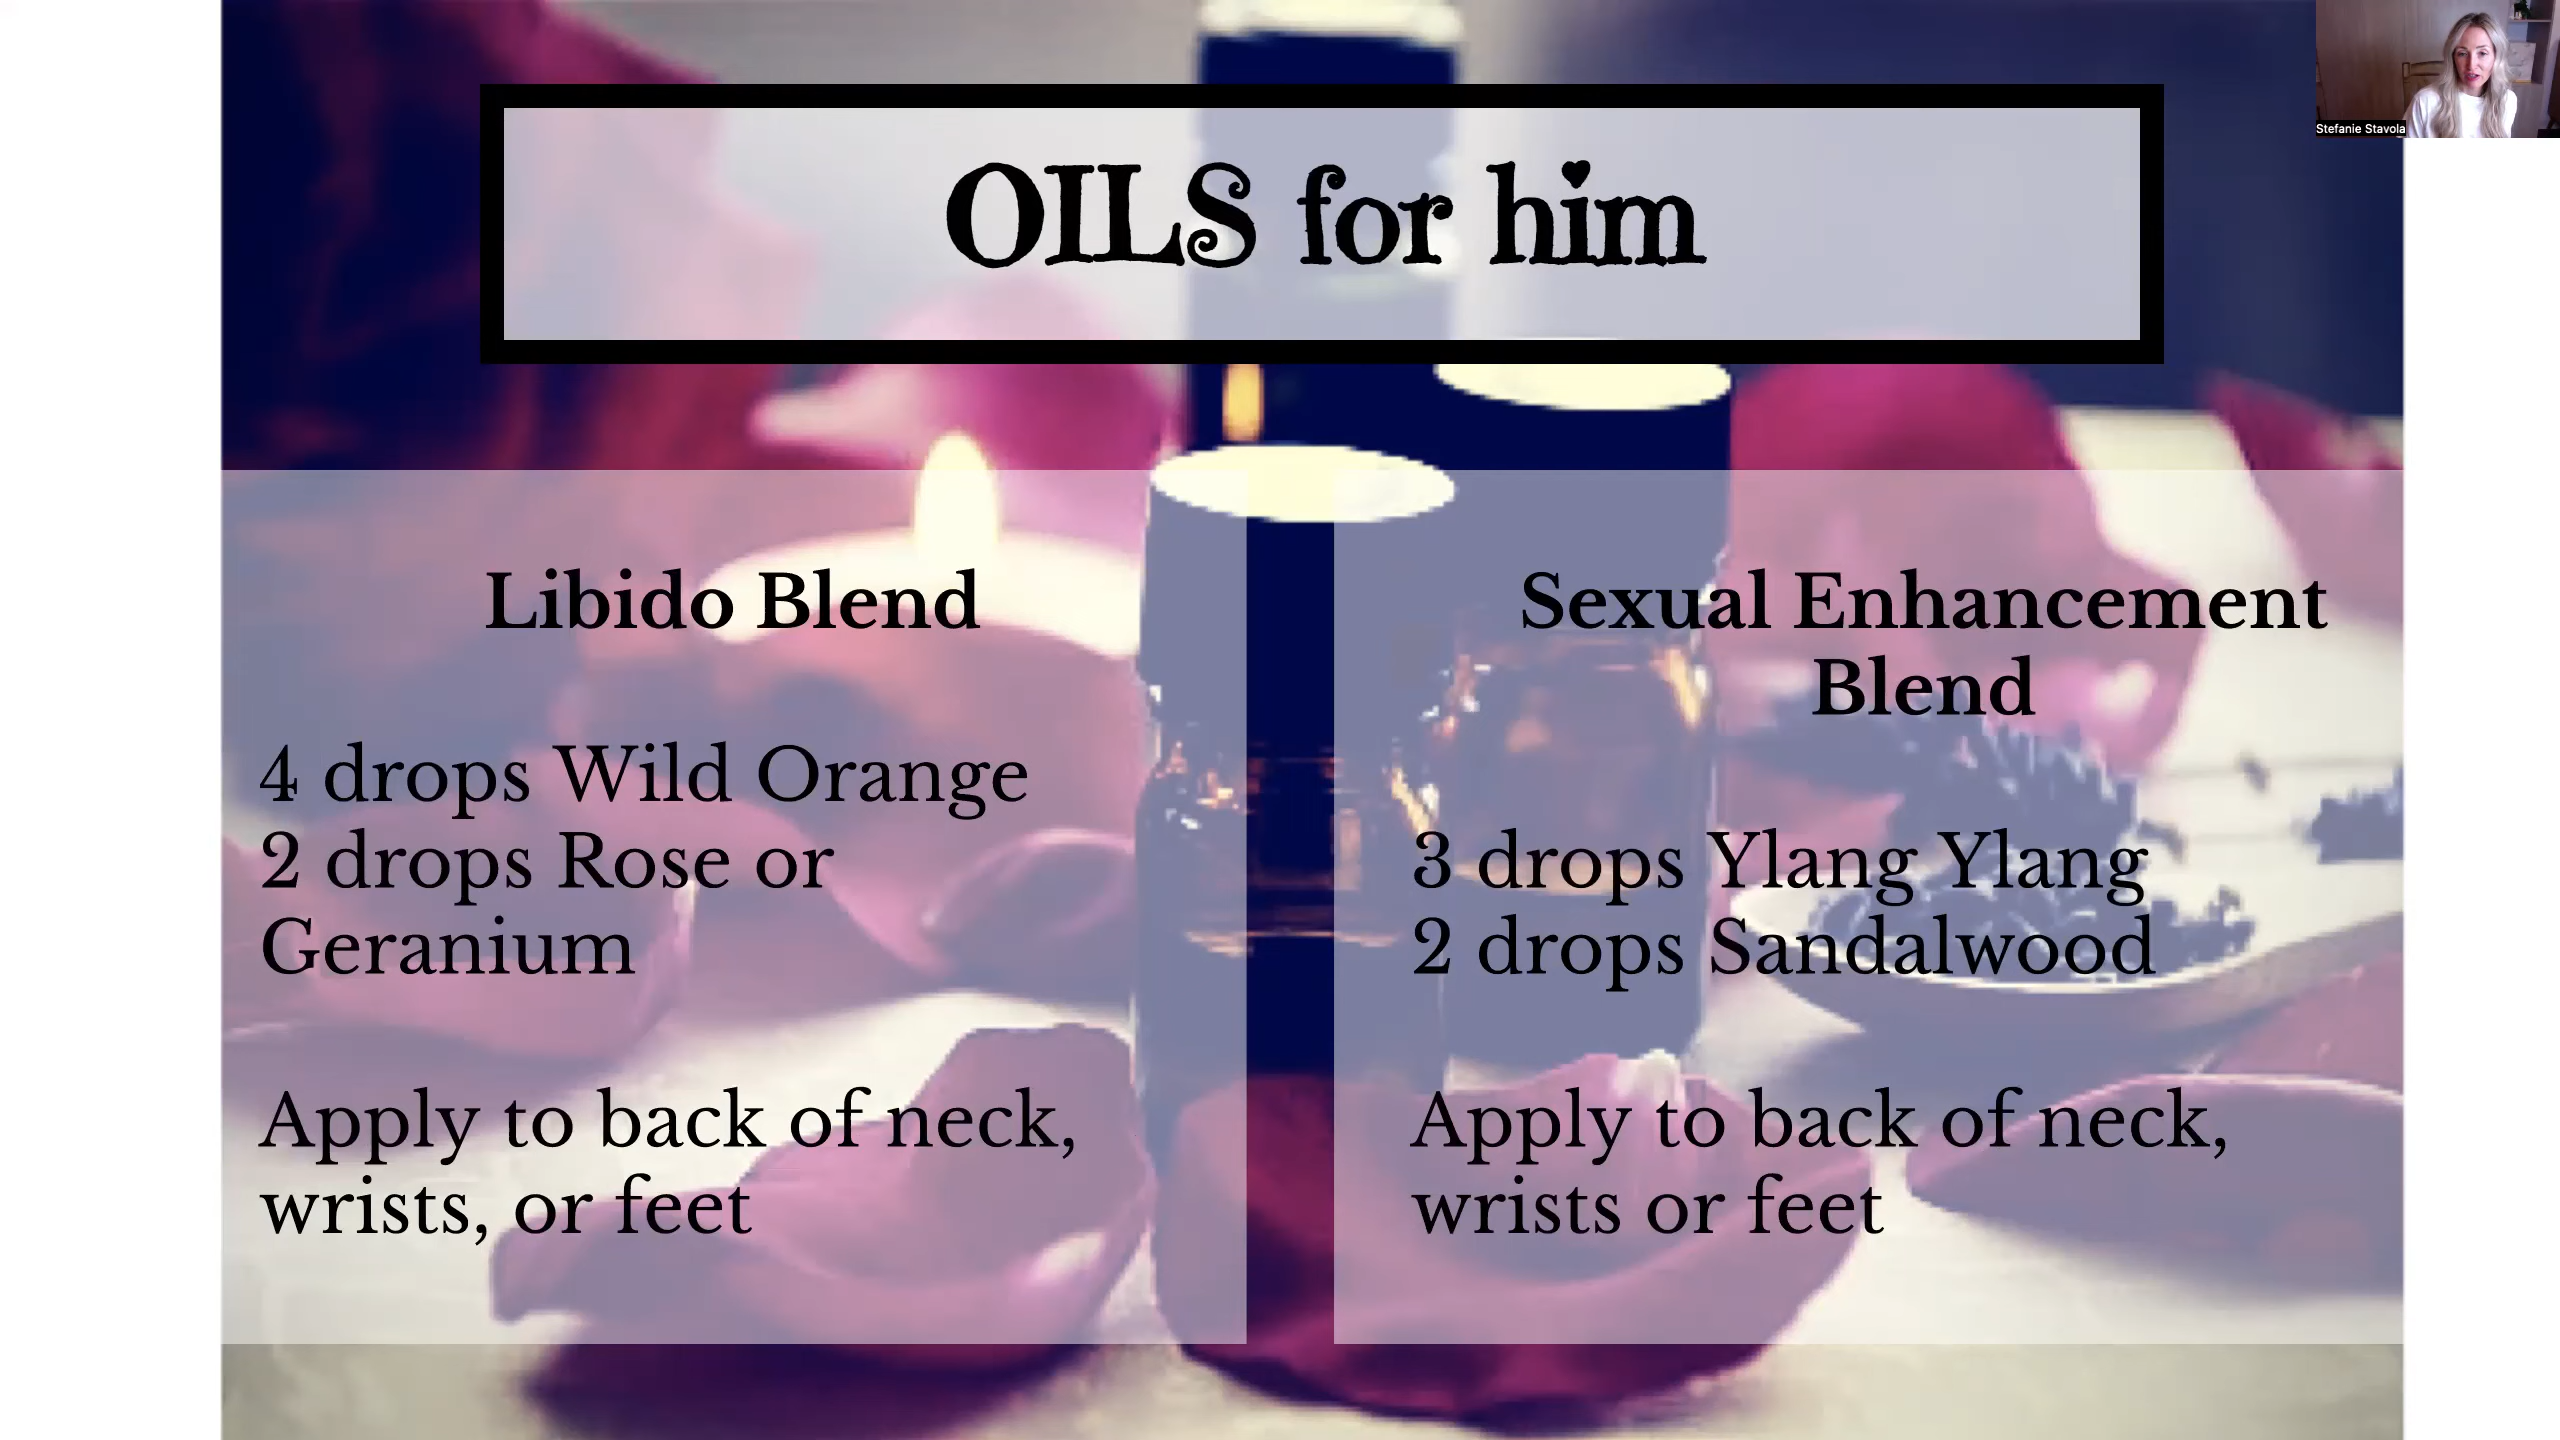 Stefanie Stavola
OILS for him
Libido Blend
4 drops Wild Orange
2 drops Rose or
Geranium
Apply to back of neck,
wrists, or feet
Sexual Enhancement
Blend
3 drops Ylang Ylang
2 drops Sandalwood
Apply to back of neck,
wrists or feet